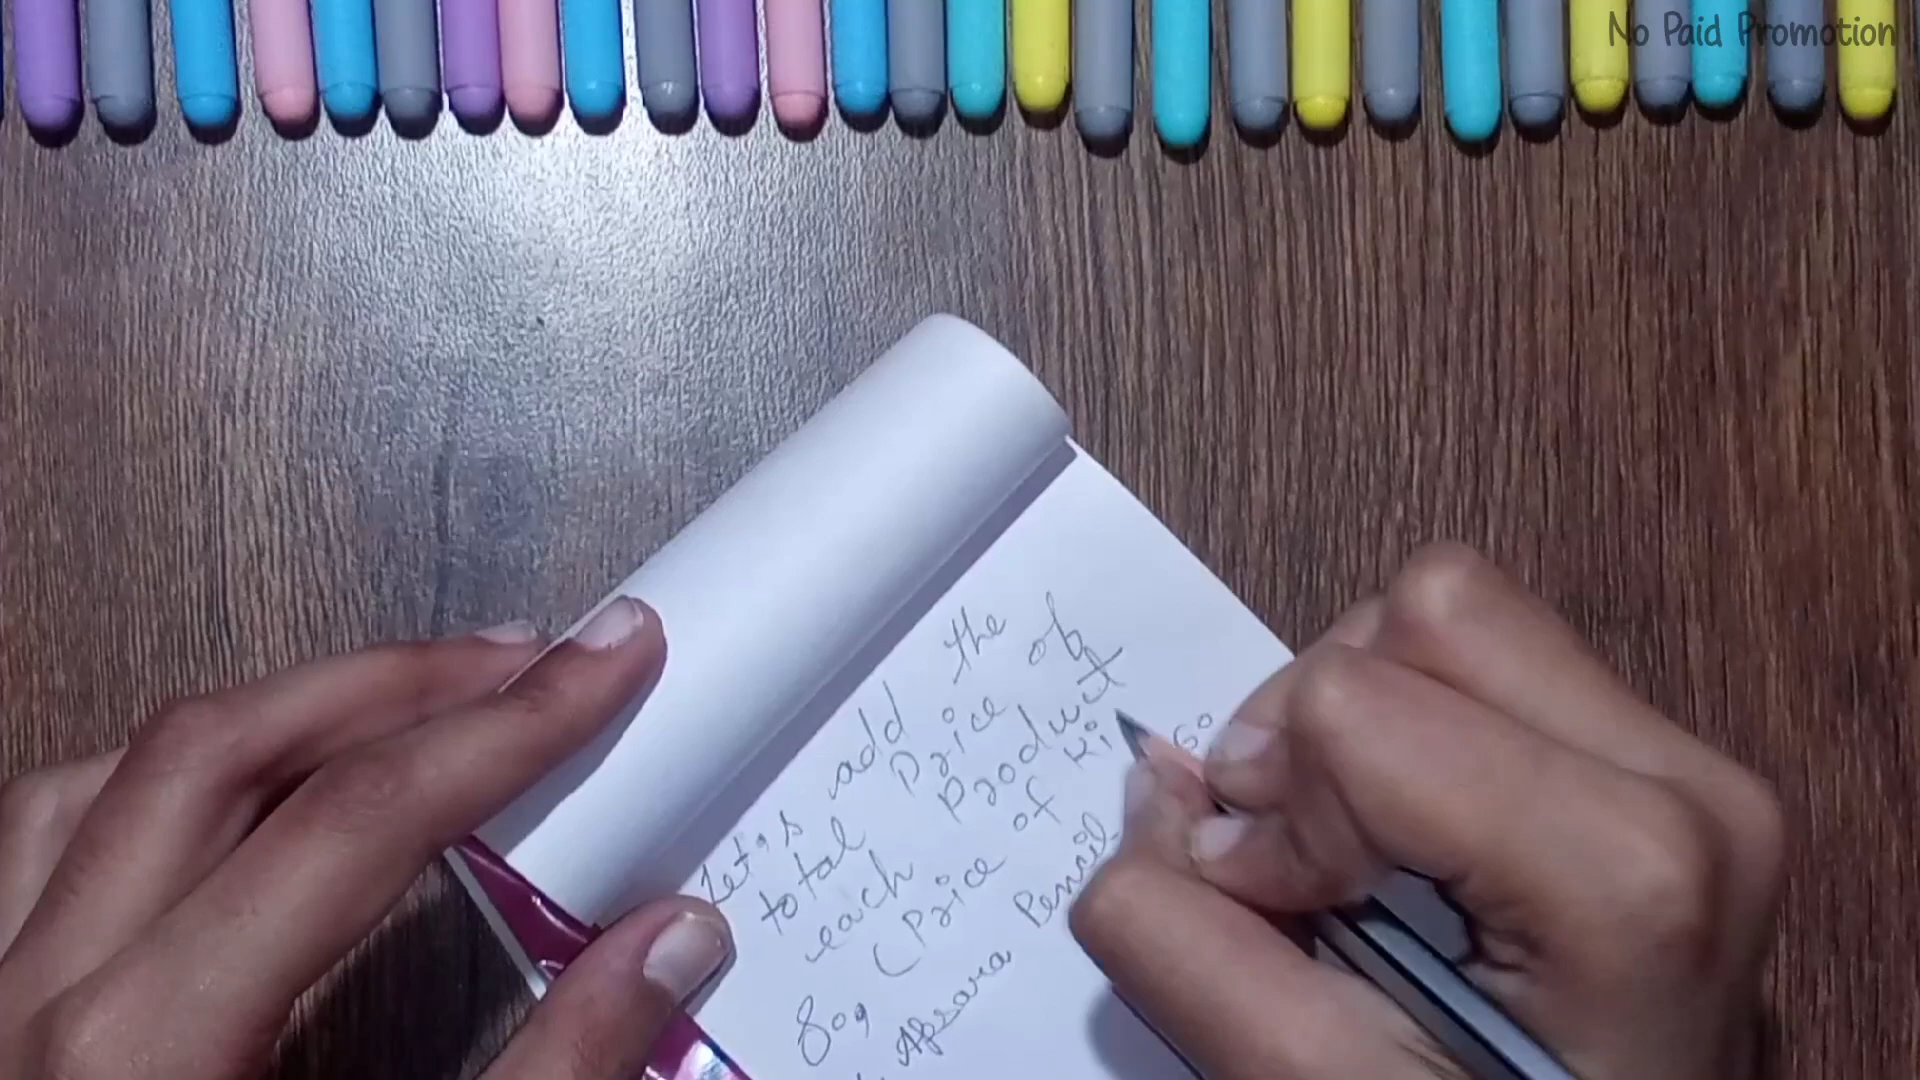 No Paid Promotion
Let's add the
total Price of
each Product
(Price of Ki
80,
Apsara Pencil